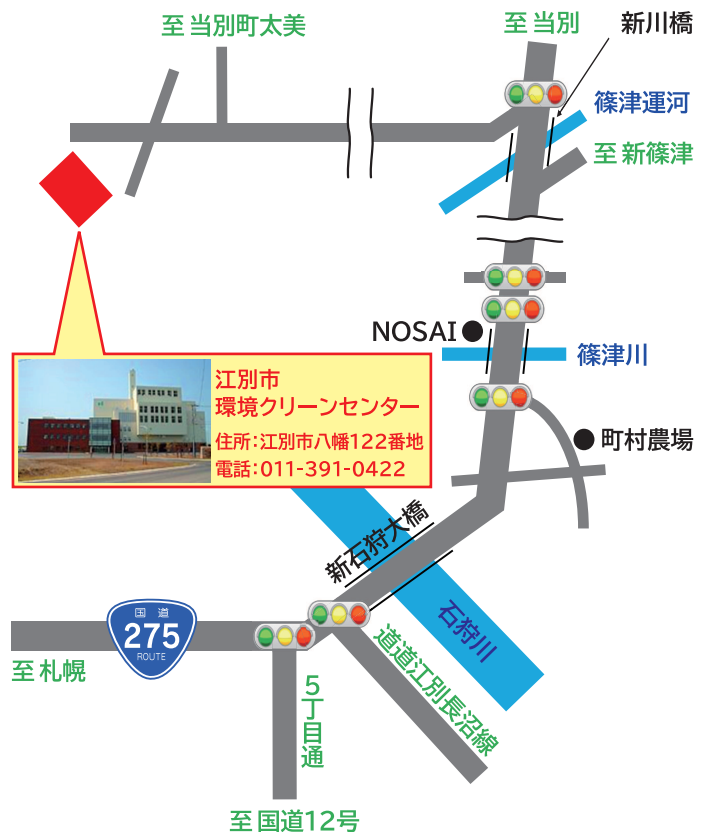 至 当別町太美
至 当別
新川橋
篠津運河
至 新篠津
NOSAI
篠津川
江別市
環境クリーンセンター
住所:江別市八幡122番地
電話:011-391-0422
町村農場
新石狩大橋
石狩川
国道
275
ROUTE
至 札幌
道道江別長沼線
5丁目通
至 国道12号